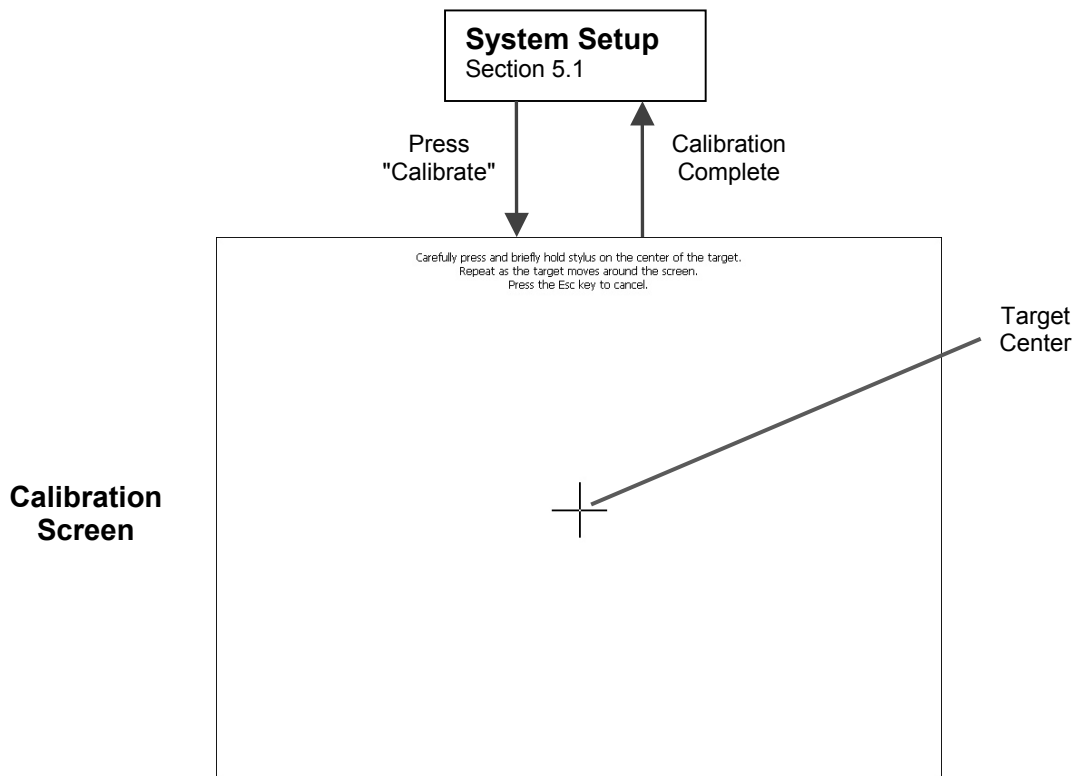 System Setup
Section 5.1
Press
"Calibrate"
Calibration
Complete
Carefully press and briefly hold stylus on the center of the target.
Repeat as the target moves around the screen.
Press the Esc key to cancel.
Target
Center
Calibration
Screen